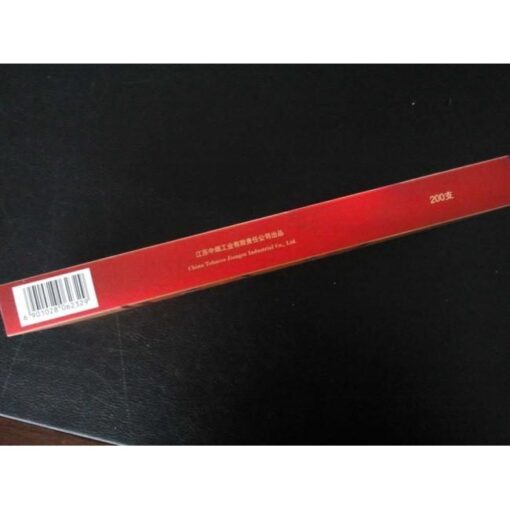 200支
江苏中烟工业有限责任公司出品
China Tobacco Jiangsu Industrial Co., Ltd.
6 901028 062329